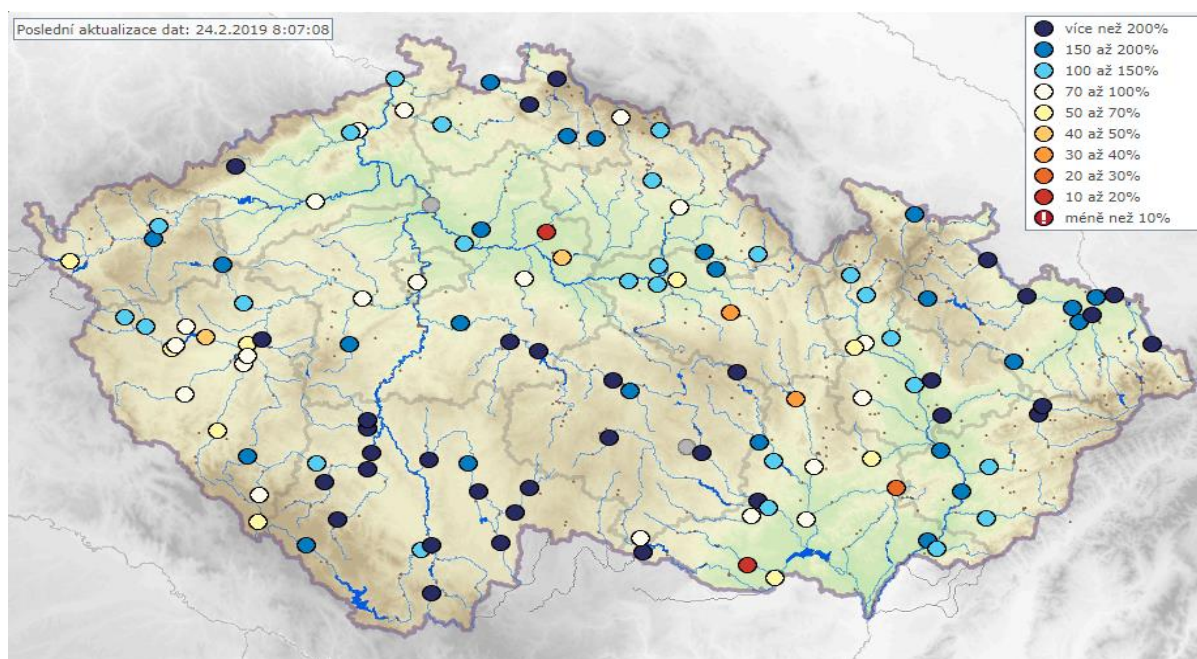 Poslední aktualizace dat: 24.2.2019 8:07:08
více než 200%
150 až 200%
100 až 150%
70 až 100%
50 až 70%
40 až 50%
30 až 40%
20 až 30%
10 až 20%
méně než 10%